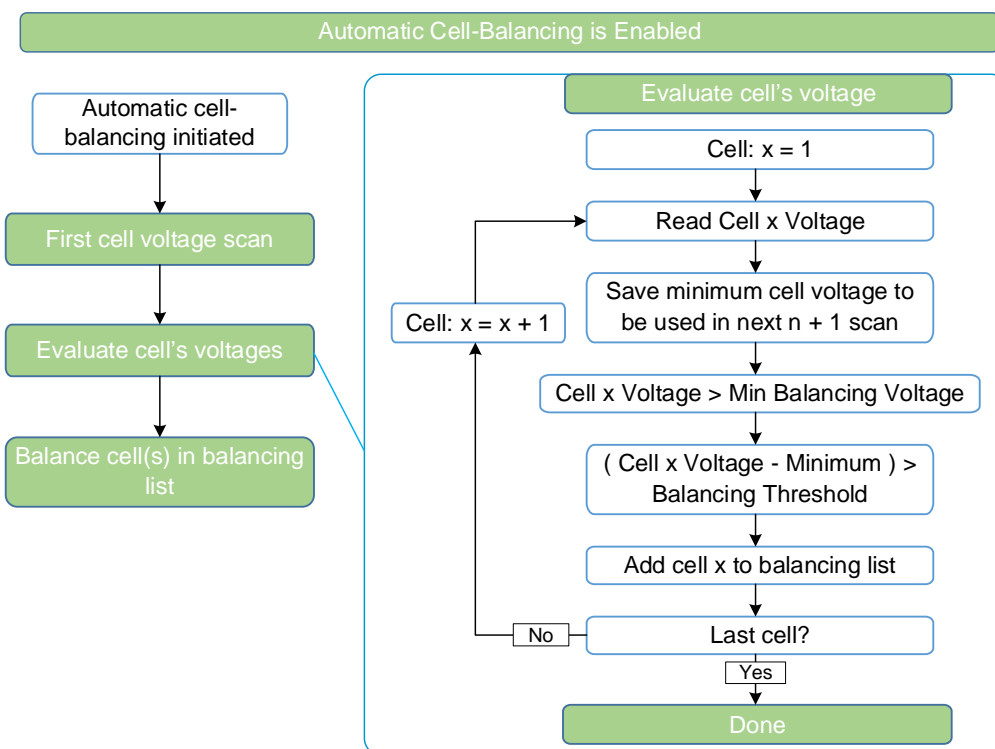 Automatic Cell-Balancing is Enabled
Automatic cell-
balancing initiated
First cell voltage scan
Evaluate cell's voltages
Balance cell(s) in balancing
list
Evaluate cell's voltage
Cell: x = 1
Read Cell x Voltage
Save minimum cell voltage to
be used in next n + 1 scan
Cell: x = x + 1
Cell x Voltage > Min Balancing Voltage
( Cell x Voltage - Minimum ) >
Balancing Threshold
Add cell x to balancing list
Last cell?
No
Yes
Done